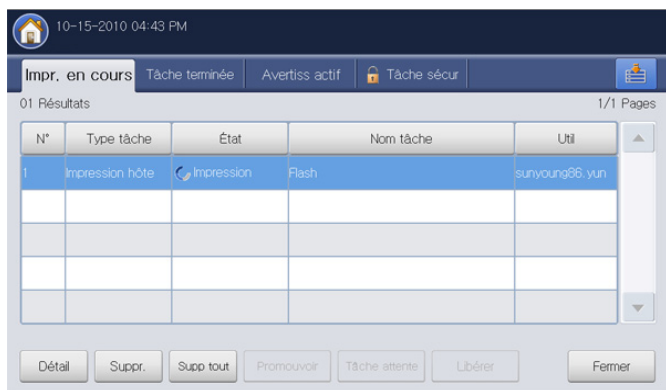 10-15-2010 04:43 PM
Impr. en cours Tâche terminée Avertiss actif Tâche sécur
01 Résultats 1/1 Pages
N° Type tâche État Nom tâche Util
1 Impression hôte Impression Flash sunyoung86.yun
Détail Suppr. Supp tout Promouvoir Tâche attente Libérer Fermer